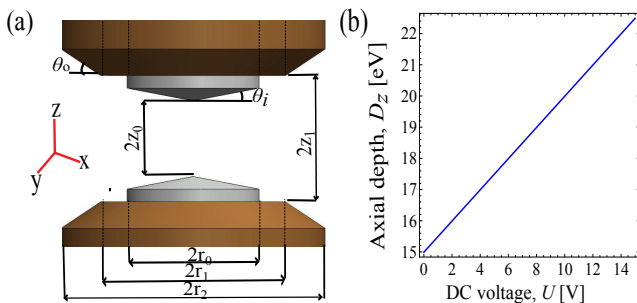 (a)
θo
θi
2z0
2z1
z
x
y
2r0
2r1
2r2
(b)
Axial depth, Dz [eV]
22
21
20
19
18
17
16
15
0 2 4 6 8 10 12 14
DC voltage, U [V]